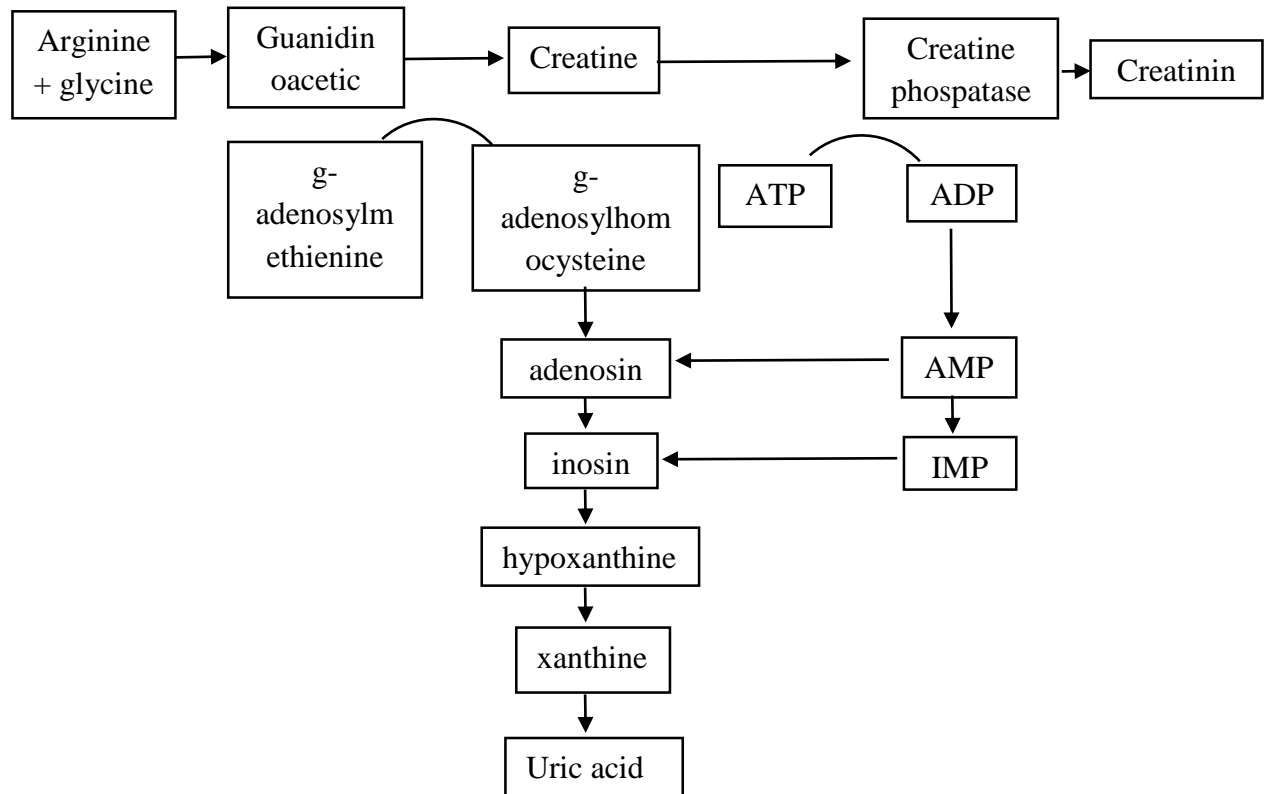 Arginine
+ glycine
Guanidin
oacetic
Creatine
Creatine
phospatase
Creatinin
g-
adenosylm
ethienine
g-
adenosylhom
ocysteine
ATP
ADP
adenosin
AMP
inosin
IMP
hypoxanthine
xanthine
Uric acid